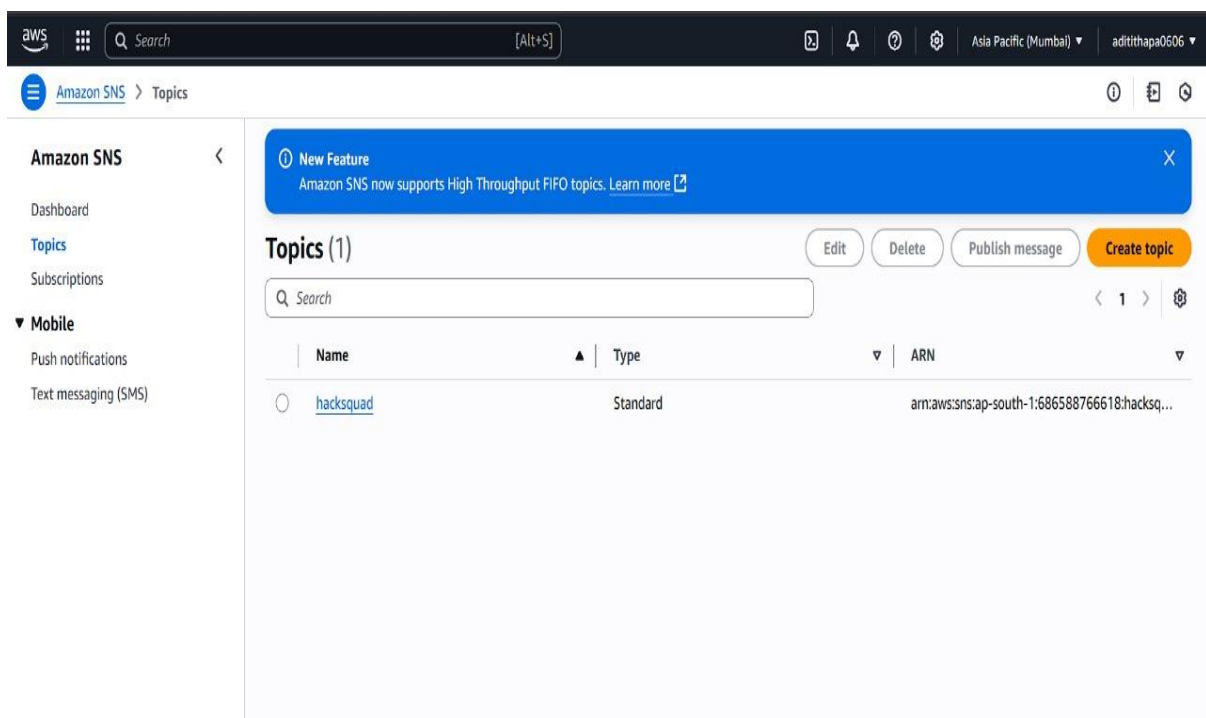 aws
Search [Alt+S] Asia Pacific (Mumbai) ▼ aditithapa0606 ▼
Amazon SNS > Topics
Amazon SNS
Dashboard
Topics
Subscriptions
▼ Mobile
Push notifications
Text messaging (SMS)
New Feature
Amazon SNS now supports High Throughput FIFO topics. Learn more
Topics (1)
Edit Delete Publish message Create topic
Search
< 1 >
Name Type ARN
hacksquad Standard arn:aws:sns:ap-south-1:686588766618:hacksq...